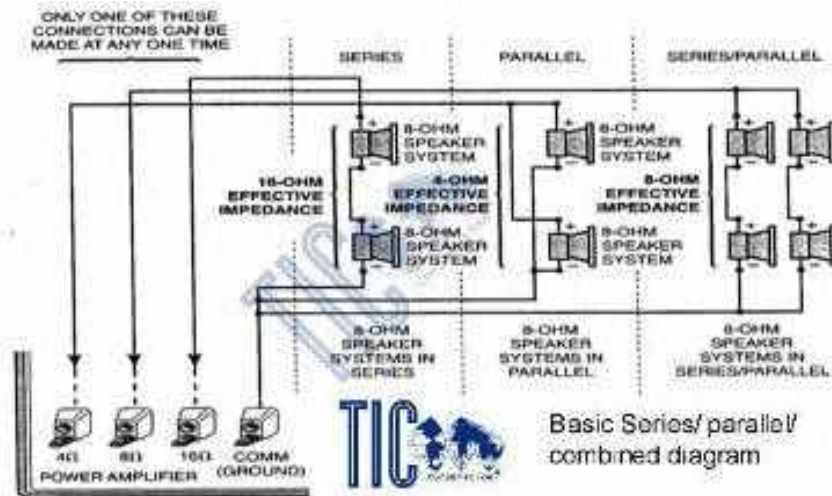 ONLY ONE OF THESE
CONNECTIONS CAN BE
MADE AT ANY ONE TIME
SERIES
PARALLEL
SERIES/PARALLEL
+
8-OHM
SPEAKER
SYSTEM
−
16-OHM
EFFECTIVE
IMPEDANCE
+
8-OHM
SPEAKER
SYSTEM
−
+
8-OHM
SPEAKER
SYSTEM
−
4-OHM
EFFECTIVE
IMPEDANCE
+
8-OHM
SPEAKER
SYSTEM
−
+
+
−
−
8-OHM
EFFECTIVE
IMPEDANCE
+
+
−
−
TIC
8-OHM
SPEAKER
SYSTEMS IN
SERIES
8-OHM
SPEAKER
SYSTEMS IN
PARALLEL
8-OHM
SPEAKER
SYSTEMS IN
SERIES/PARALLEL
4Ω
8Ω
16Ω
COMM
(GROUND)
POWER AMPLIFIER
TIC
Basic Series/ parallel/
combined diagram